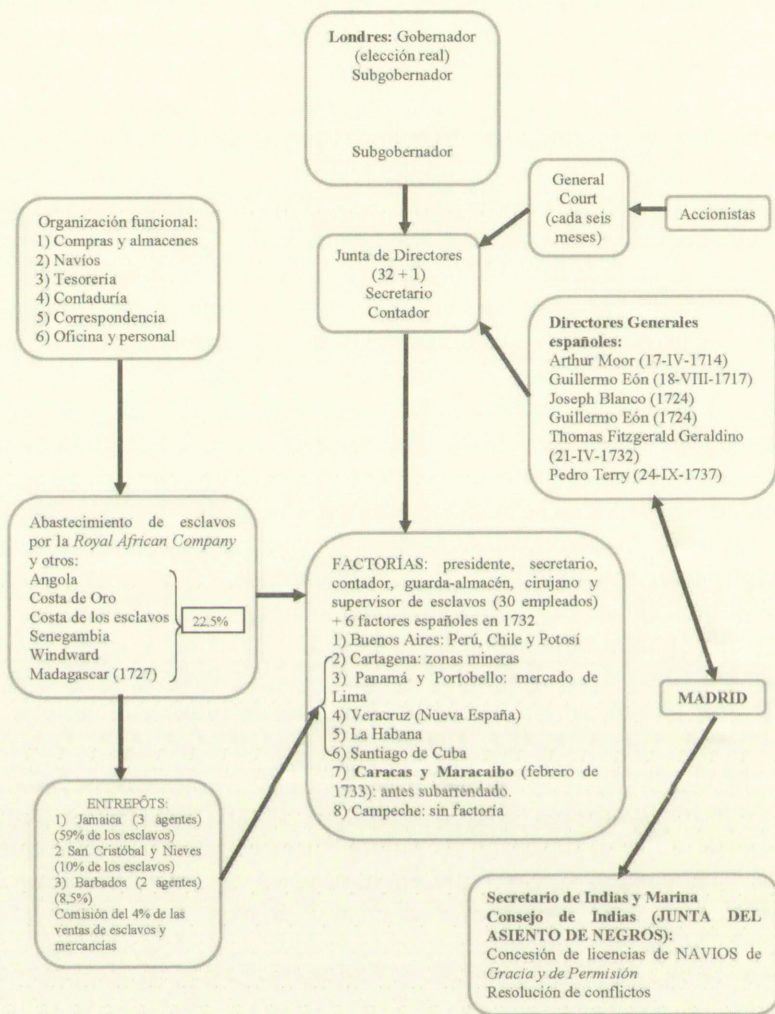 Londres: Gobernador
(elección real)
Subgobernador
Subgobernador
General
Court
(cada seis
meses)
Accionistas
Organización funcional:
1) Compras y almacenes
2) Navíos
3) Tesorería
4) Contaduría
5) Correspondencia
6) Oficina y personal
Junta de Directores
(32 + 1)
Secretario
Contador
Directores Generales
españoles:
Arthur Moor (17-IV-1714)
Guillermo Eón (18-VIII-1717)
Joseph Blanco (1724)
Guillermo Eón (1724)
Thomas Fitzgerald Geraldino
(21-IV-1732)
Pedro Terry (24-IX-1737)
Abastecimiento de esclavos
por la Royal African Company
y otros:
Angola
Costa de Oro
Costa de los esclavos
Senegambia
Windward
Madagascar (1727)
22,5%
FACTORÍAS: presidente, secretario,
contador, guarda-almacén, cirujano y
supervisor de esclavos (30 empleados)
+ 6 factores españoles en 1732
1) Buenos Aires: Perú, Chile y Potosí
2) Cartagena: zonas mineras
3) Panamá y Portobello: mercado de
Lima
4) Veracruz (Nueva España)
5) La Habana
6) Santiago de Cuba
7) Caracas y Maracaibo (febrero de
1733): antes subarrendado.
8) Campeche: sin factoría
MADRID
ENTREPÔTS:
1) Jamaica (3 agentes)
(59% de los esclavos)
2 San Cristóbal y Nieves
(10% de los esclavos)
3) Barbados (2 agentes)
(8,5%)
Comisión del 4% de las
ventas de esclavos y
mercancías
Secretario de Indias y Marina
Consejo de Indias (JUNTA DEL
ASIENTO DE NEGROS):
Concesión de licencias de NAVIOS de
Gracia y de Permisión
Resolución de conflictos